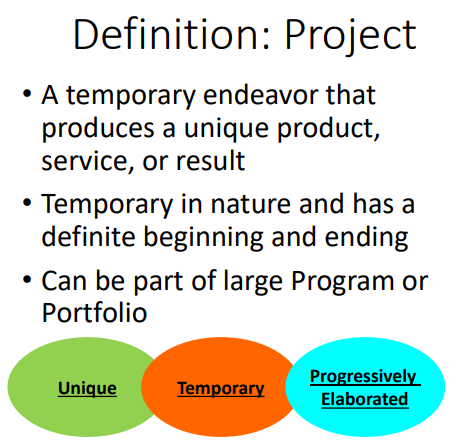 Definition: Project
• A temporary endeavor that
produces a unique product,
service, or result
• Temporary in nature and has a
definite beginning and ending
• Can be part of large Program or
Portfolio
Unique
Temporary
Progressively
Elaborated